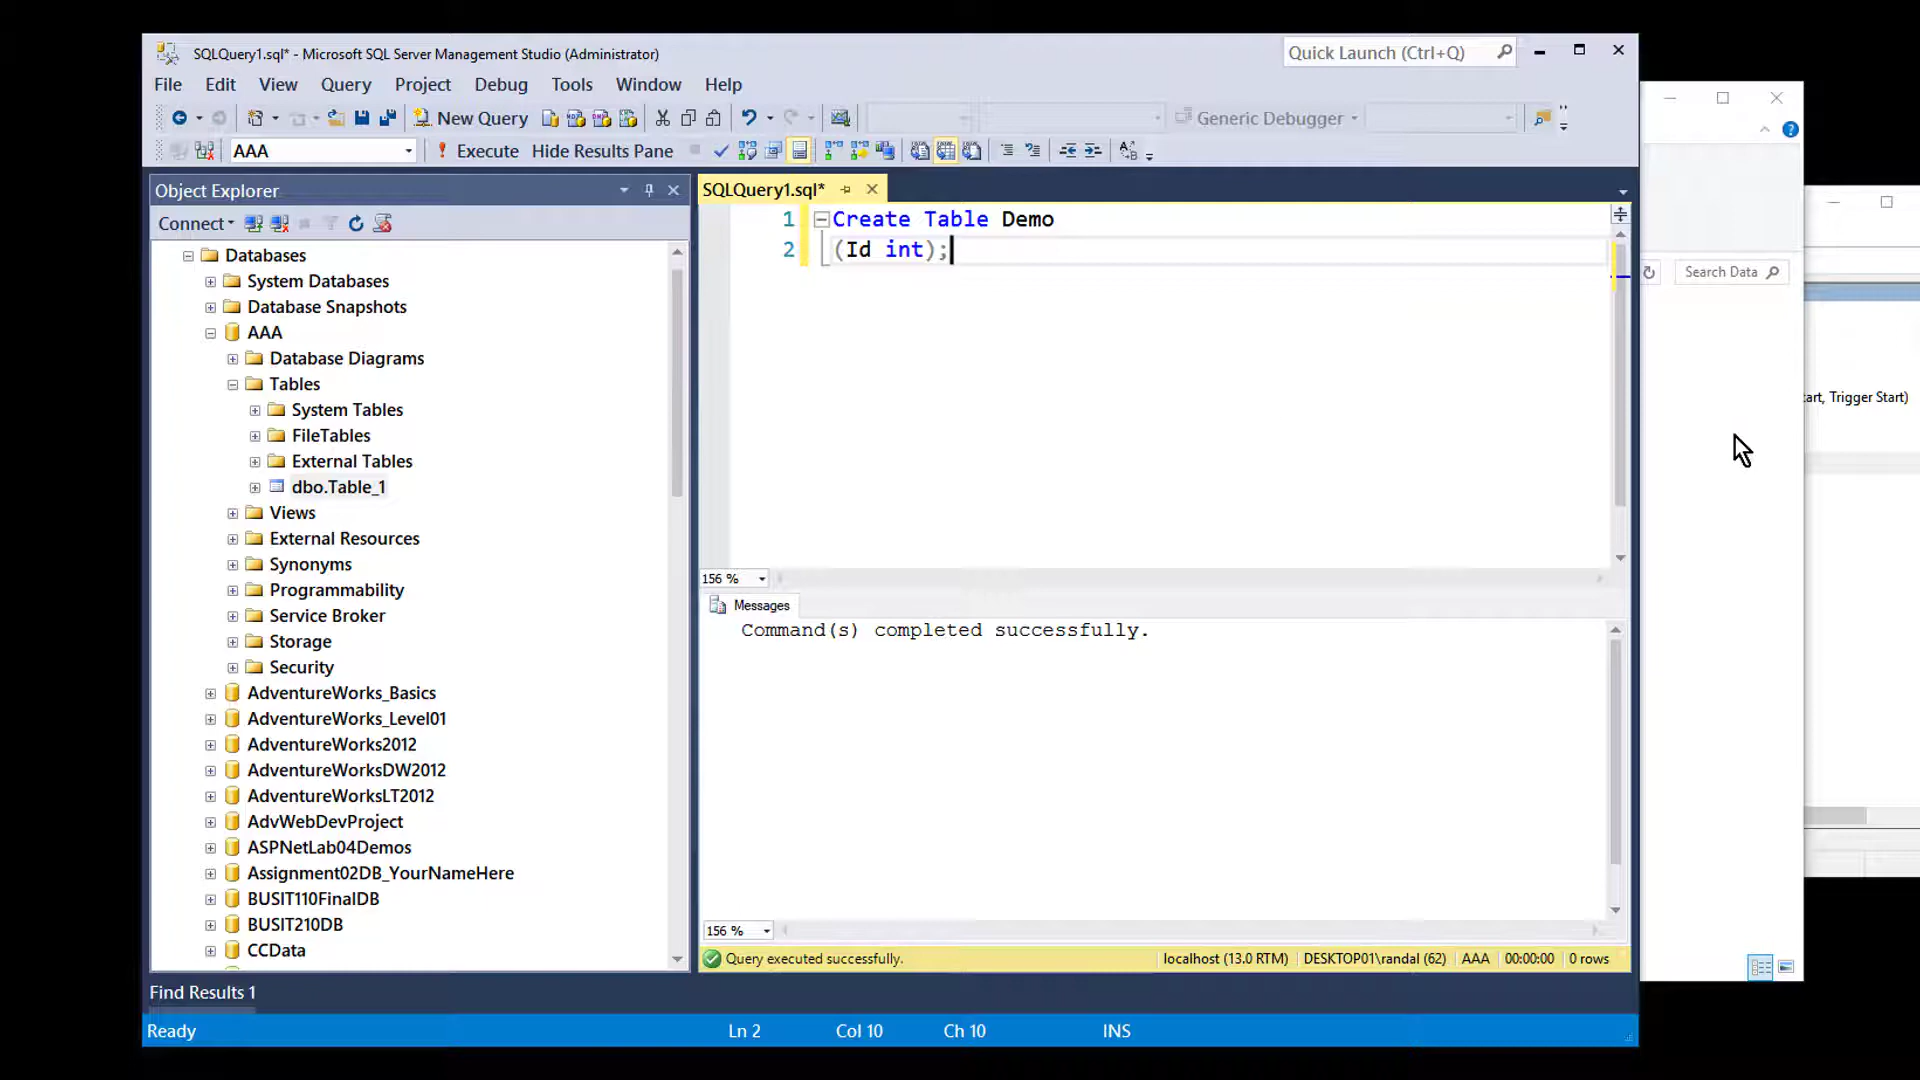 SQLQuery1.sql* - Microsoft SQL Server Management Studio (Administrator)
Quick Launch (Ctrl+Q)
File Edit View Query Project Debug Tools Window Help
New Query
Generic Debugger
AAA
Execute
Hide Results Pane
Object Explorer
Connect
Databases
System Databases
Database Snapshots
AAA
Database Diagrams
Tables
System Tables
FileTables
External Tables
dbo.Table_1
Views
External Resources
Synonyms
Programmability
Service Broker
Storage
Security
AdventureWorks_Basics
AdventureWorks_Level01
AdventureWorks2012
AdventureWorksDW2012
AdventureWorksLT2012
AdvWebDevProject
ASPNetLab04Demos
Assignment02DB_YourNameHere
BUSIT110FinalDB
BUSIT210DB
CCData
SQLQuery1.sql*
1 Create Table Demo
2 (Id int);
156 %
Messages
Command(s) completed successfully.
156 %
Query executed successfully.
localhost (13.0 RTM)
DESKTOP01\randal (62)
AAA
00:00:00
0 rows
Search Data
Trigger Start)
Find Results 1
Ready
Ln 2
Col 10
Ch 10
INS